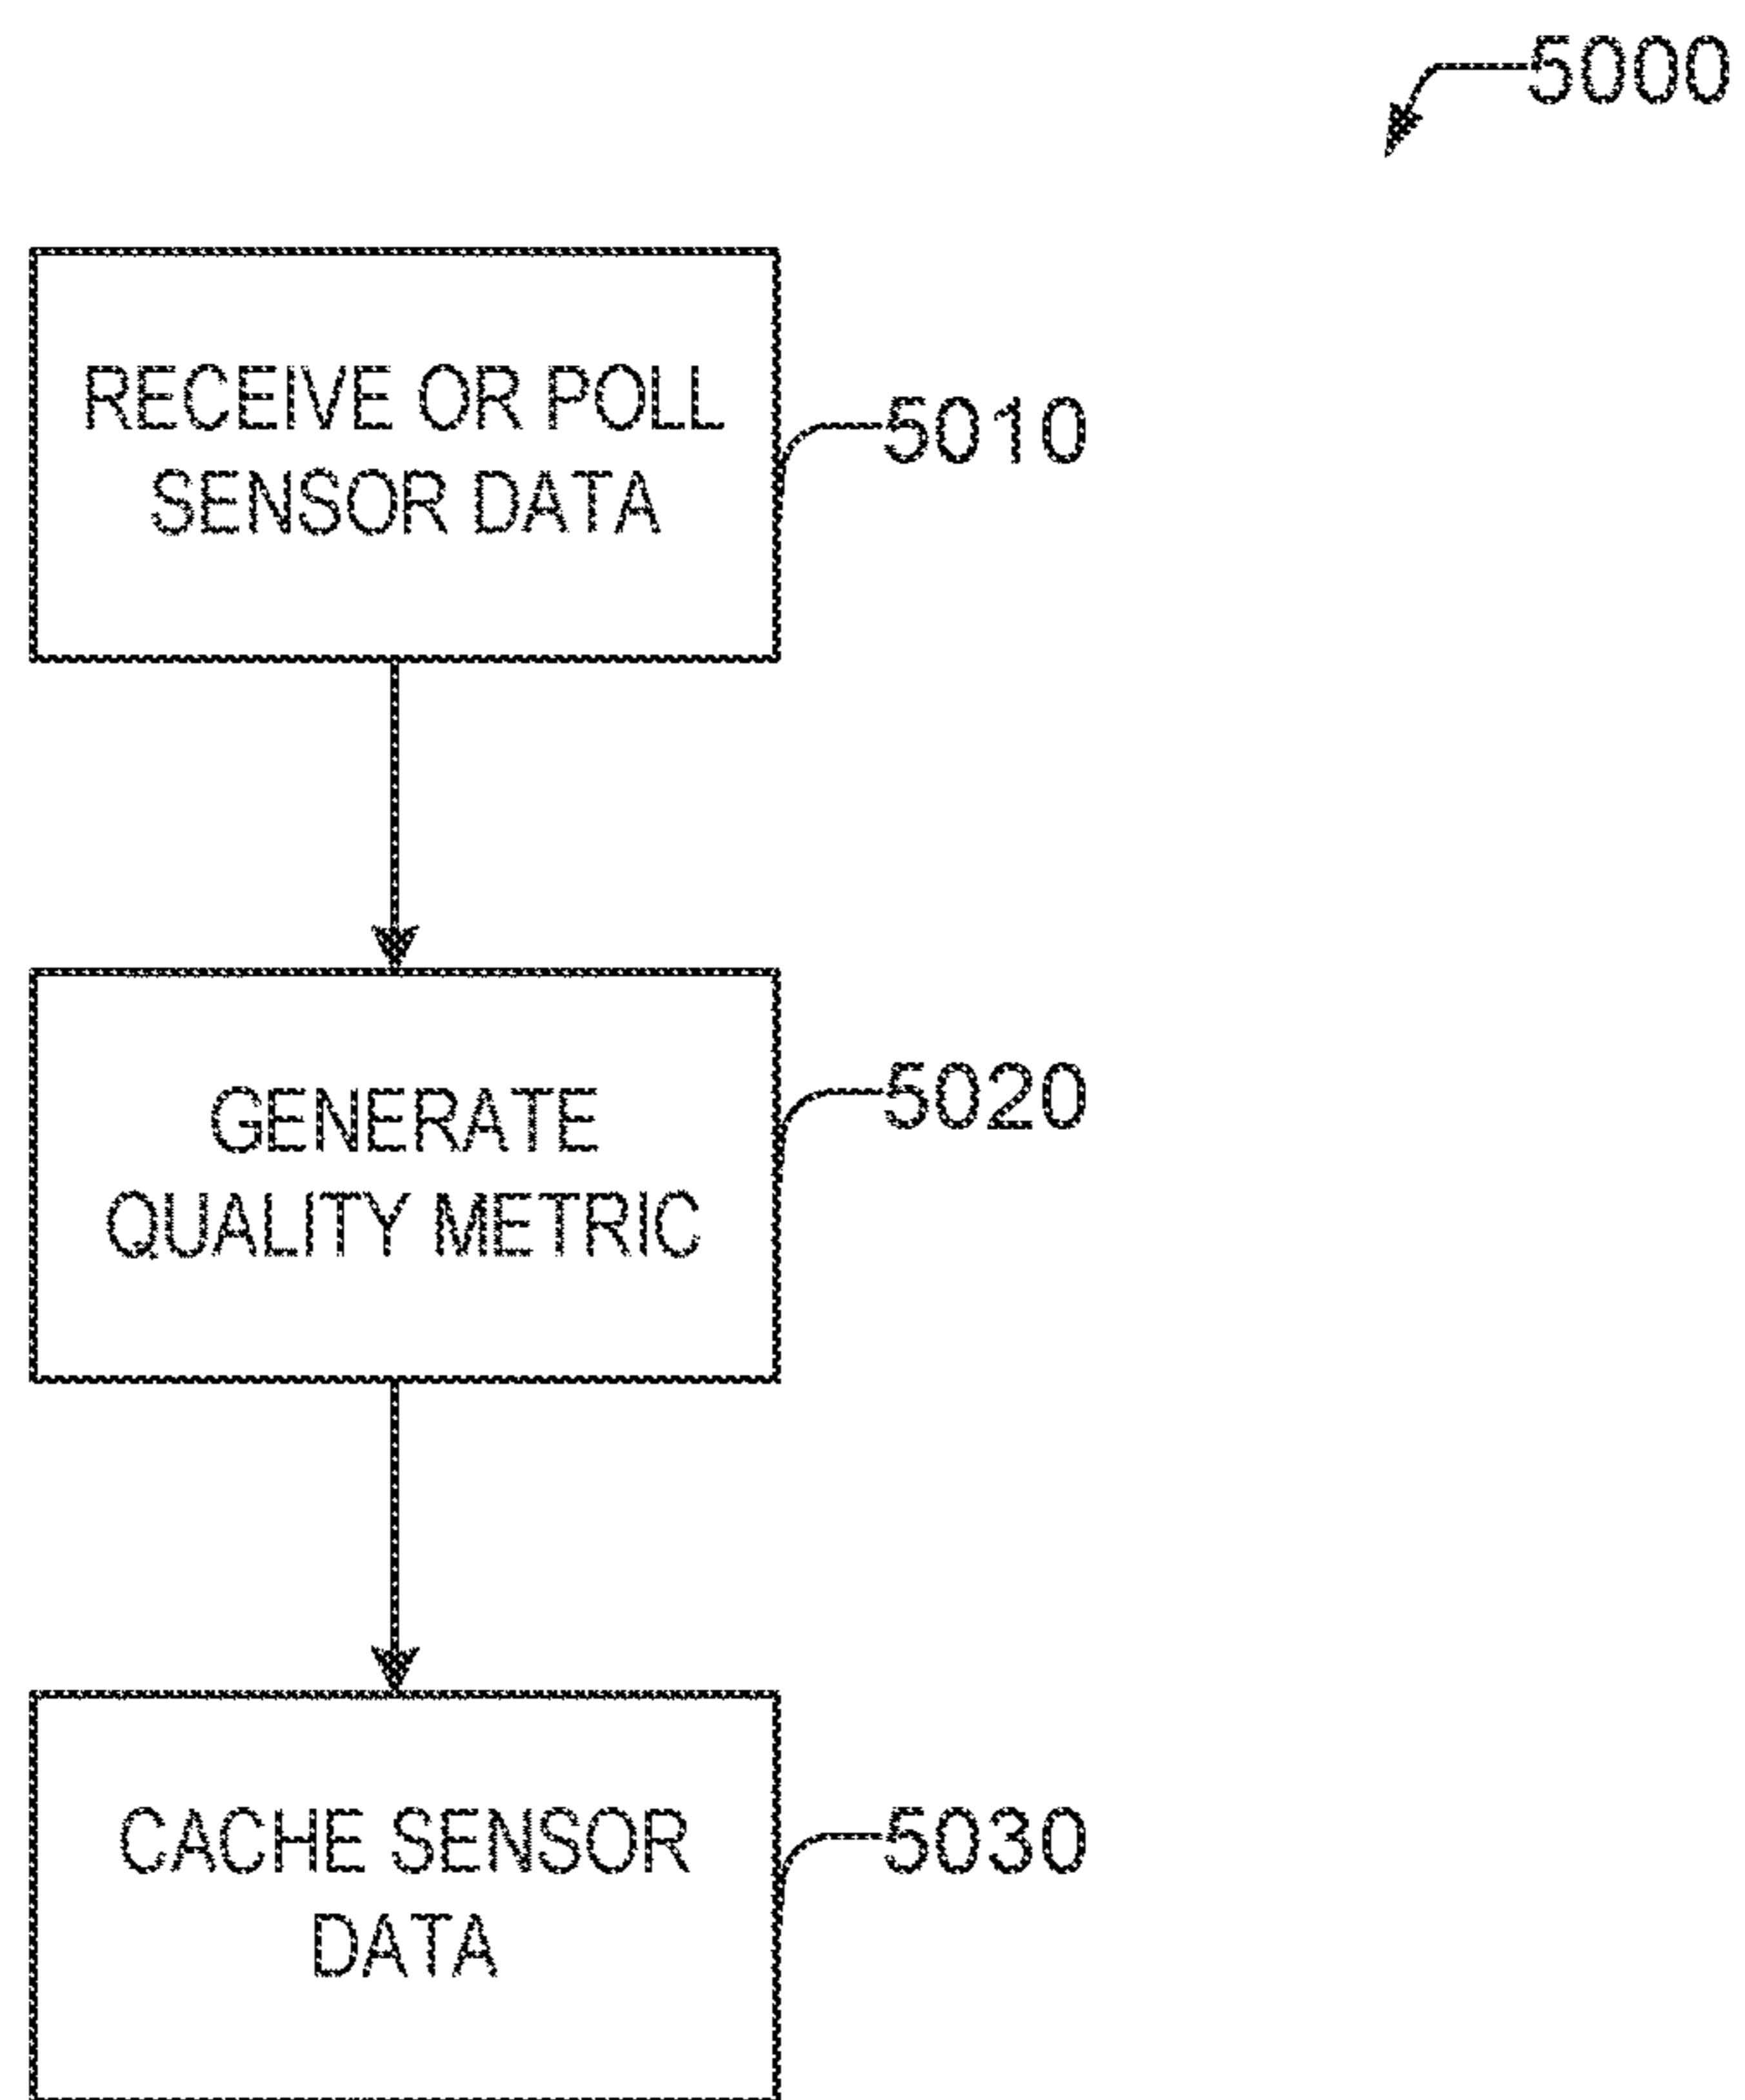 5000
RECEIVE OR POLL
SENSOR DATA
5010
GENERATE
QUALITY METRIC
5020
CACHE SENSOR
DATA
5030